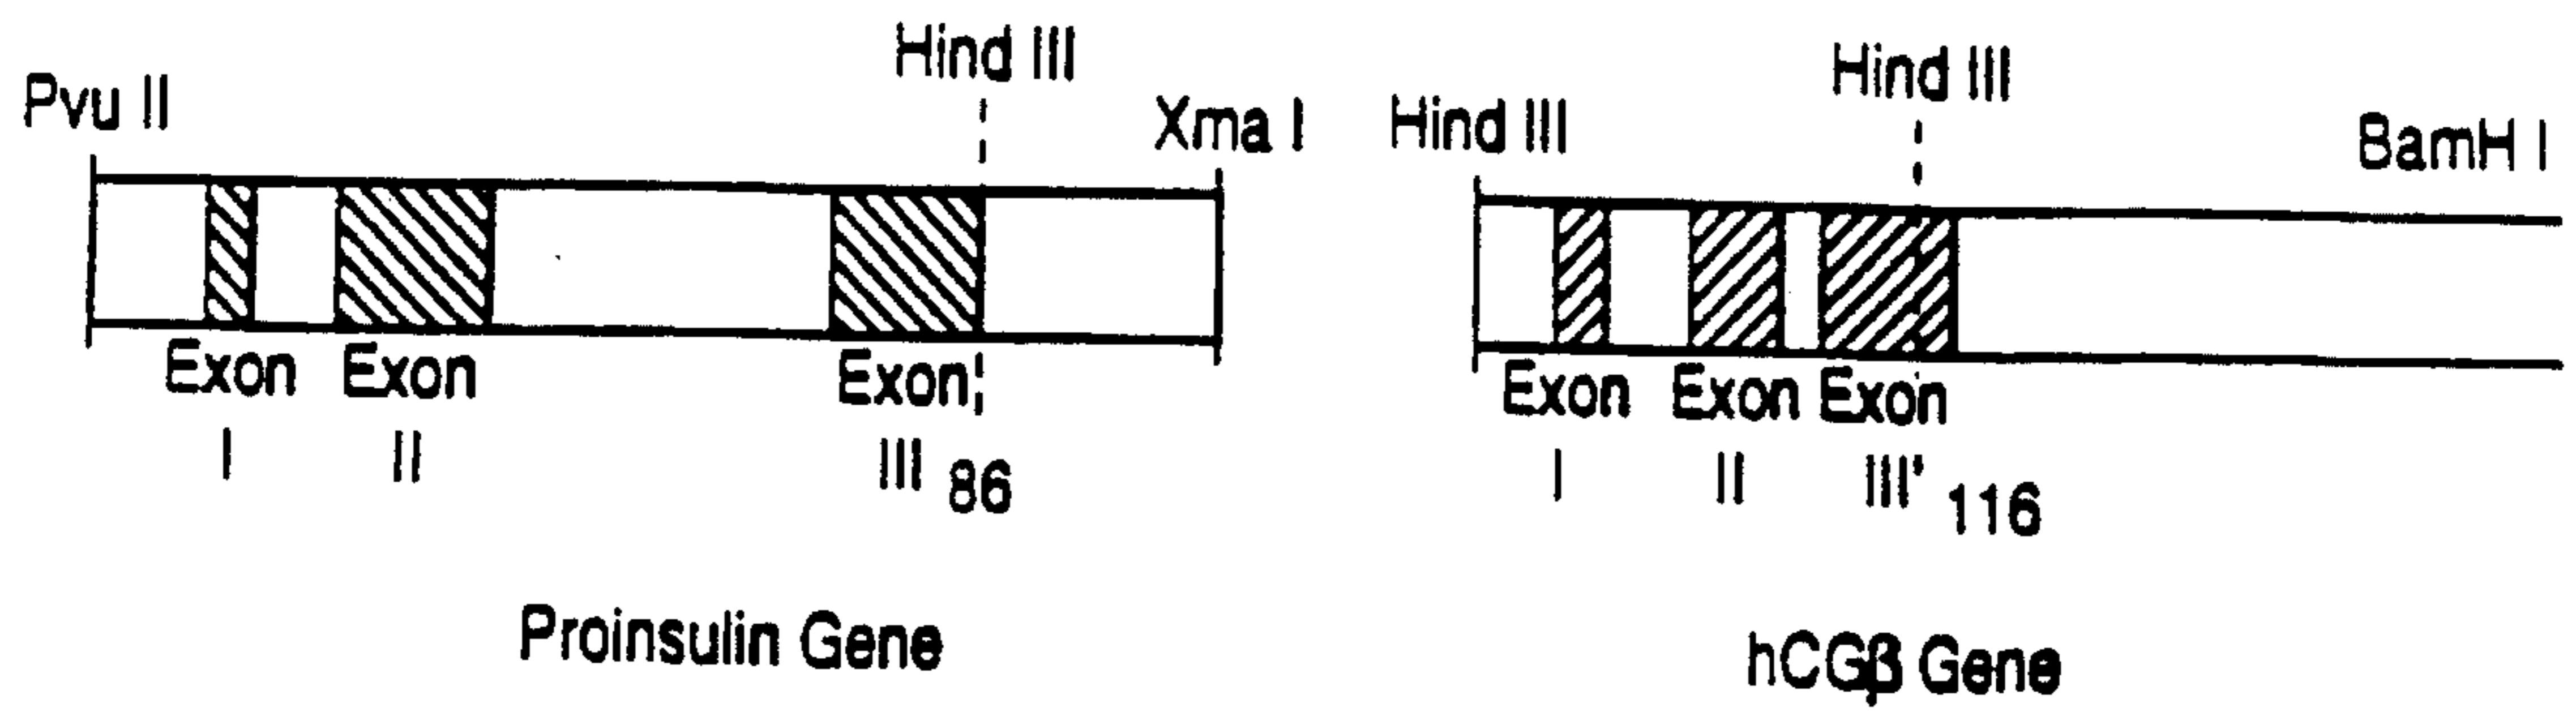 Pvu II
Hind III
Xma I
Exon
I
Exon
II
Exon
III 86
Proinsulin Gene
Hind III
Hind III
BamH I
Exon
I
Exon
II
Exon
III 116
hCGβ Gene